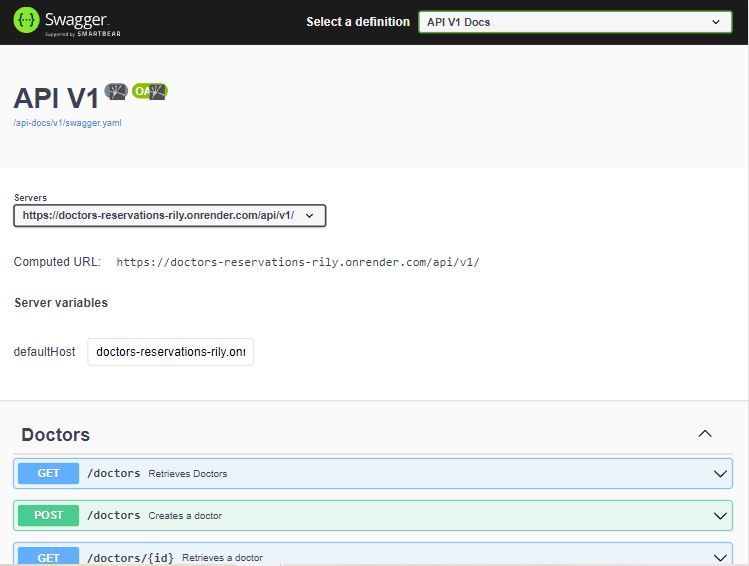 Swagger
Supported by SMARTBEAR
Select a definition
API V1 Docs
API V1
OA
/api-docs/v1/swagger.yaml
Servers
https://doctors-reservations-rily.onrender.com/api/v1/
Computed URL: https://doctors-reservations-rily.onrender.com/api/v1/
Server variables
defaultHost doctors-reservations-rily.on
Doctors
GET /doctors Retrieves Doctors
POST /doctors Creates a doctor
GET /doctors/{id} Retrieves a doctor